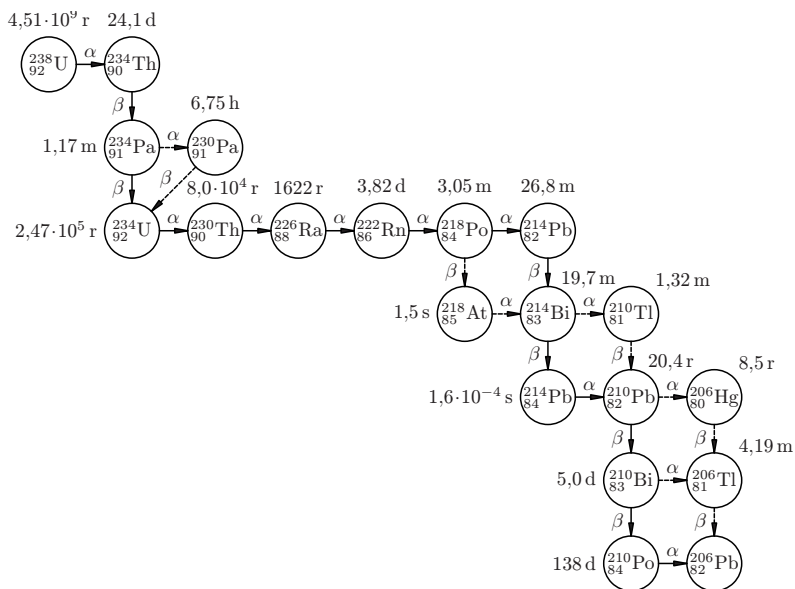 4,51·10⁹ r 24,1 d
²³⁸₉₂U α ²³⁴₉₀Th
β 6,75 h
1,17 m ²³⁴₉₁Pa α ²³⁰₉₁Pa
β β 8,0·10⁴ r 1622 r 3,82 d 3,05 m 26,8 m
2,47·10⁵ r ²³⁴₉₂U α ²³⁰₉₀Th α ²²⁶₈₈Ra α ²²²₈₆Rn α ²¹⁸₈₄Po α ²¹⁴₈₂Pb
β β 19,7 m 1,32 m
1,5 s ²¹⁸₈₅At α ²¹⁴₈₃Bi α ²¹⁰₈₁Tl
β β 20,4 r 8,5 r
1,6·10⁻⁴ s ²¹⁴₈₄Pb α ²¹⁰₈₂Pb α ²⁰⁶₈₀Hg
β β 4,19 m
5,0 d ²¹⁰₈₃Bi α ²⁰⁶₈₁Tl
β β
138 d ²¹⁰₈₄Po α ²⁰⁶₈₂Pb